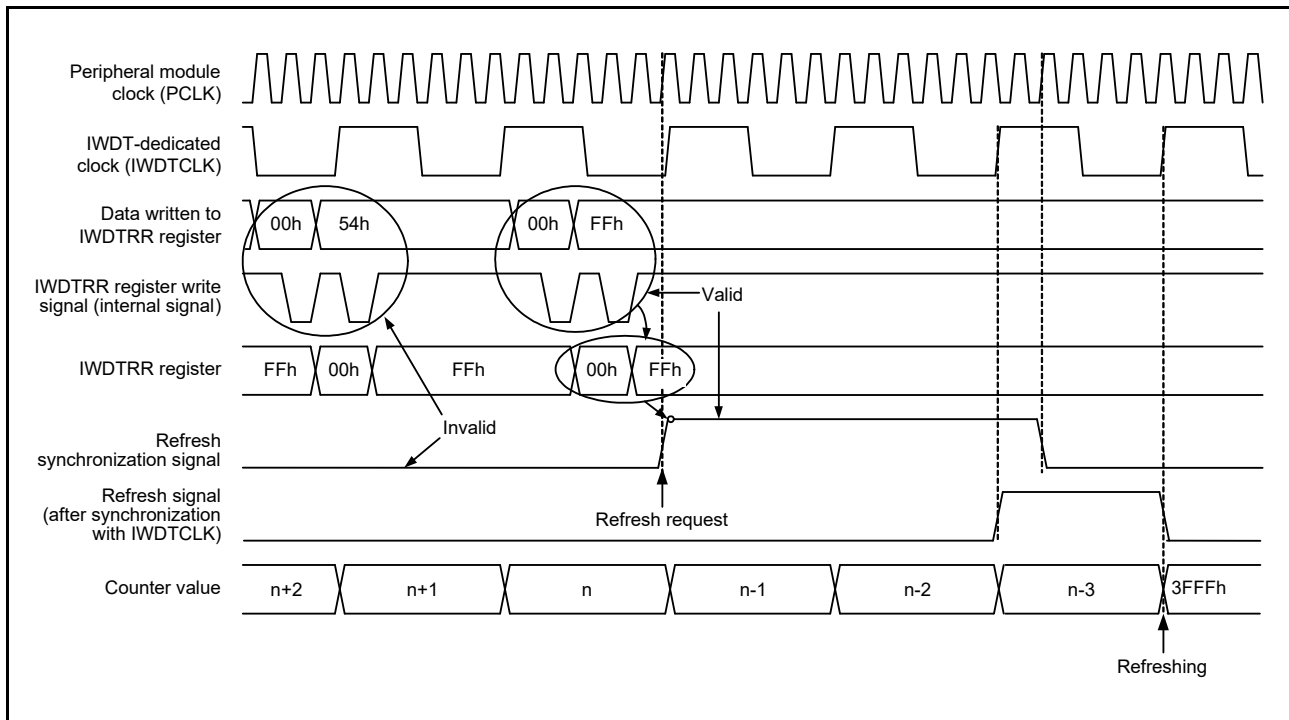 Peripheral module
clock (PCLK)
IWDT-dedicated
clock (IWDTCLK)
Data written to
IWDTRR register
00h 54h 00h FFh
IWDTRR register write
signal (internal signal)
Valid
IWDTRR register
FFh 00h FFh 00h FFh
Invalid
Refresh
synchronization signal
Refresh request
Refresh signal
(after synchronization
with IWDTCLK)
Counter value
n+2 n+1 n n-1 n-2 n-3 3FFFh
Refreshing